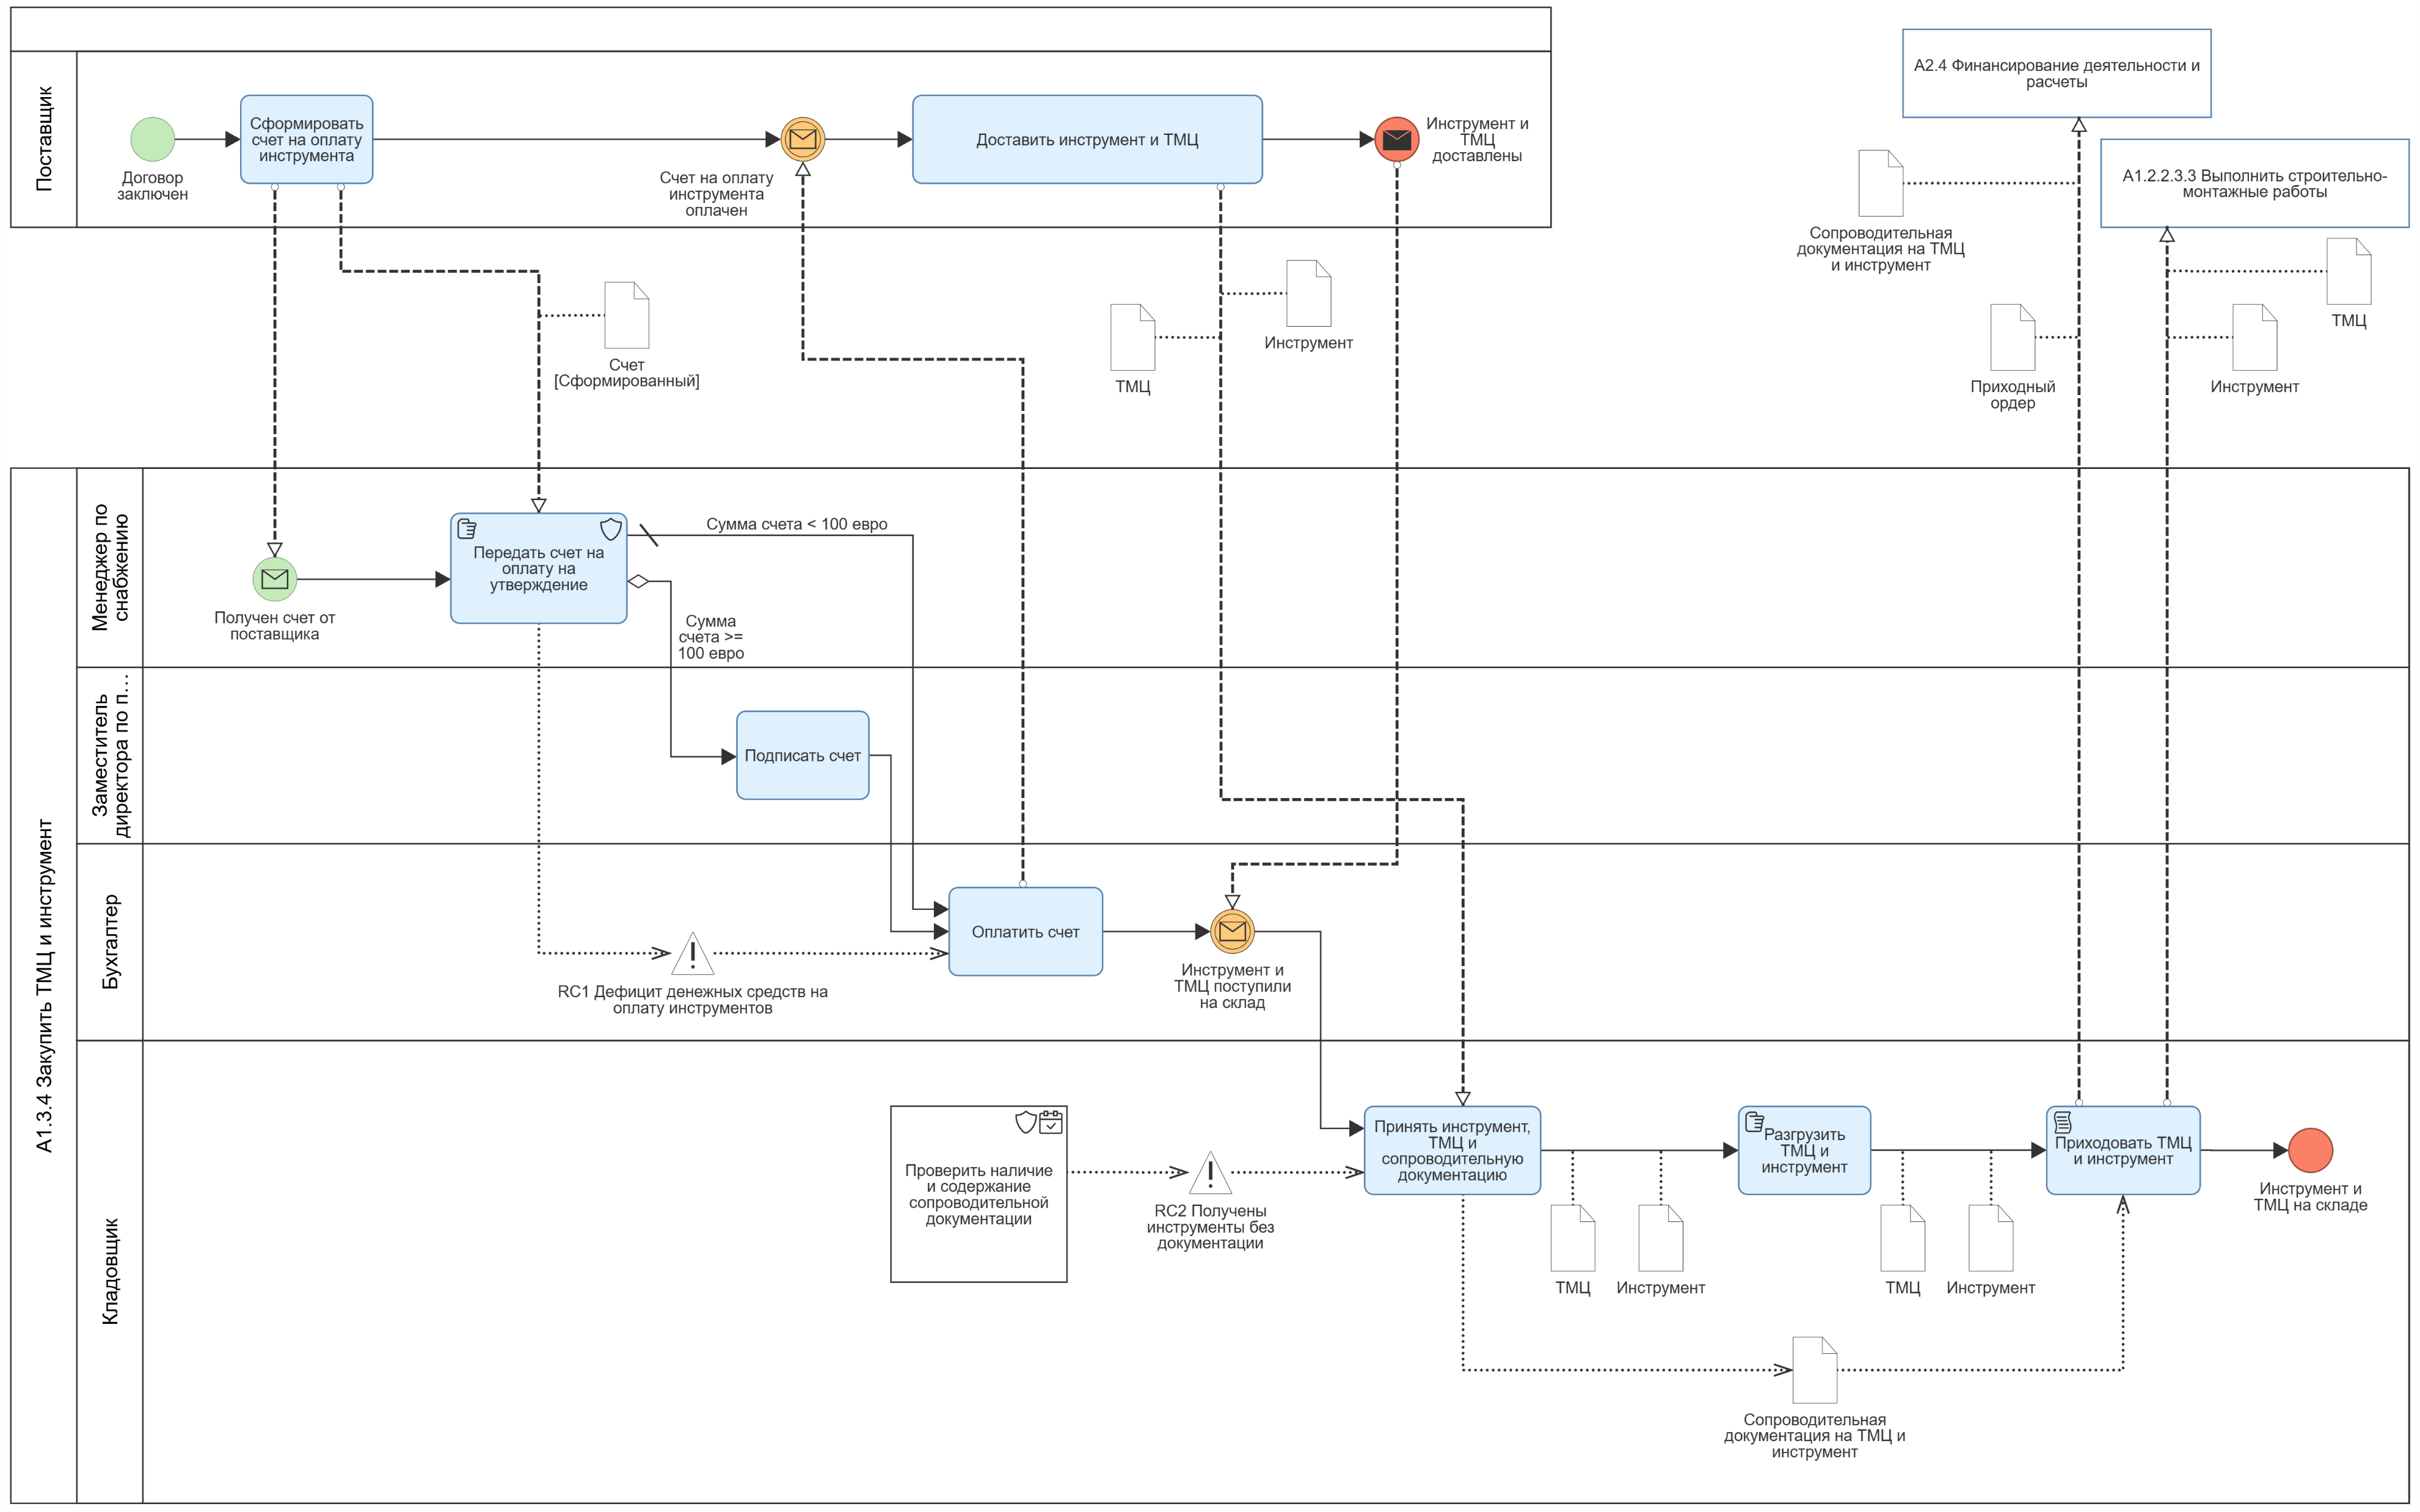 Поставщик
Договор
заключен
Сформировать
счет на оплату
инструмента
Счет на оплату
инструмента
оплачен
Доставить инструмент и ТМЦ
Инструмент и
ТМЦ
доставлены
A2.4 Финансирование деятельности и
расчеты
A1.2.2.3.3 Выполнить строительно-
монтажные работы
Сопроводительная
документация на ТМЦ
и инструмент
ТМЦ
Приходный
ордер
Инструмент
Счет
[Сформированный]
ТМЦ
Инструмент
A1.3.4 Закупить ТМЦ и инструмент
Менеджер по
снабжению
Получен счет от
поставщика
Передать счет на
оплату на
утверждение
Сумма счета < 100 евро
Сумма
счета >=
100 евро
Заместитель
директора по п...
Подписать счет
Бухгалтер
RC1 Дефицит денежных средств на
оплату инструментов
Оплатить счет
Инструмент и
ТМЦ поступили
на склад
Кладовщик
Проверить наличие
и содержание
сопроводительной
документации
RC2 Получены
инструменты без
документации
Принять инструмент,
ТМЦ и
сопроводительную
документацию
ТМЦ
Инструмент
Разгрузить
ТМЦ и
инструмент
ТМЦ
Инструмент
Приходовать ТМЦ
и инструмент
Инструмент и
ТМЦ на складе
Сопроводительная
документация на ТМЦ и
инструмент